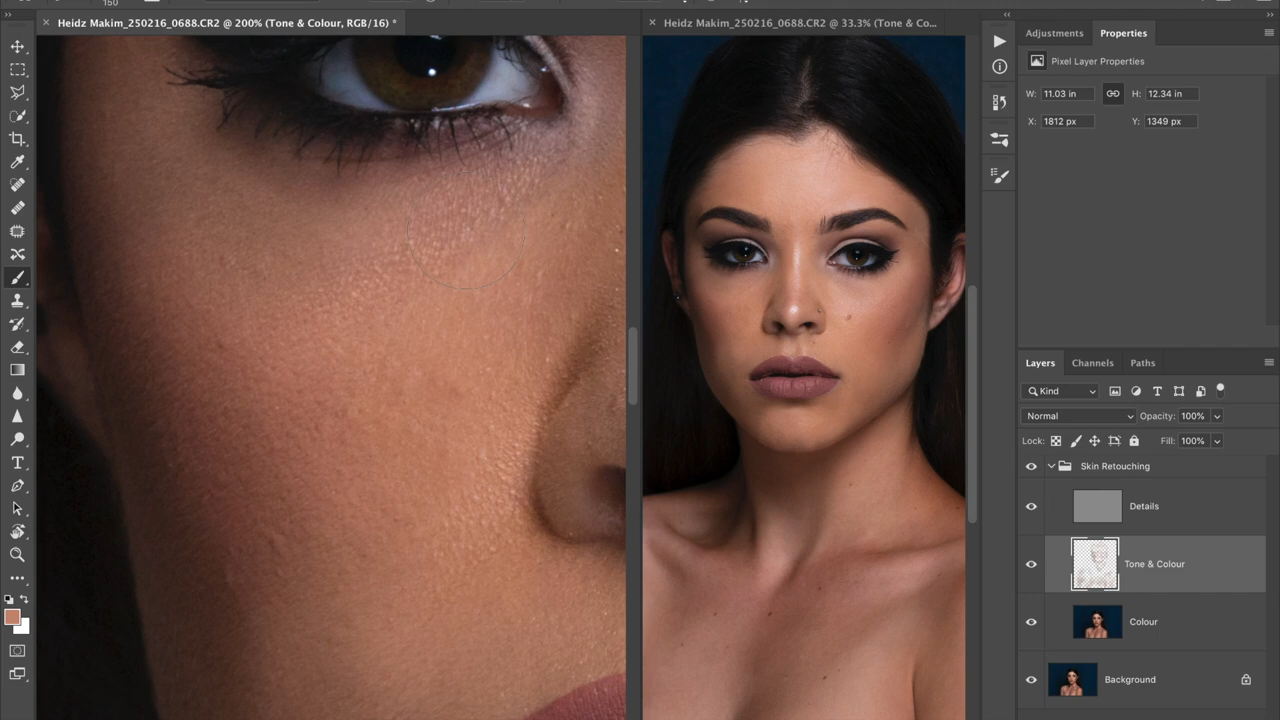 150
Heidz Makim_250216_0688.CR2 @ 200% (Tone & Colour, RGB/16) *
Heidz Makim_250216_0688.CR2 @ 33.3% (Tone & Co...
Adjustments Properties
Pixel Layer Properties
W: 11.03 in H: 12.34 in
X: 1812 px Y: 1349 px
Layers Channels Paths
Kind
Normal Opacity: 100%
Lock: Fill: 100%
Skin Retouching
Details
Tone & Colour
Colour
Background